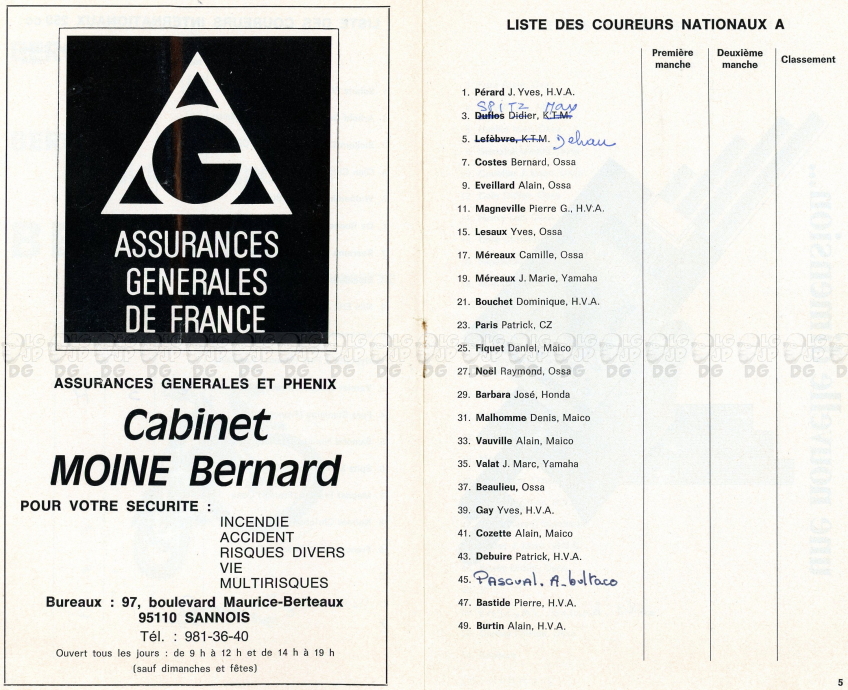 ASSURANCES
GENERALES
DE FRANCE
ASSURANCES GENERALES ET PHENIX
Cabinet
MOINE Bernard
POUR VOTRE SECURITE :
INCENDIE
ACCIDENT
RISQUES DIVERS
VIE
MULTIRISQUES
Bureaux : 97, boulevard Maurice-Berteaux
95110 SANNOIS
Tél. : 981-36-40
Ouvert tous les jours : de 9 h à 12 h et de 14 h à 19 h
(sauf dimanches et fêtes)
LISTE DES COUREURS NATIONAUX A
Première manche Deuxième manche Classement
1. Pérard J. Yves, H.V.A.
SPITZ
3. Duflos Didier, K.T.M.
5. Lefèbvre, K.T.M. Dehau
7. Costes Bernard, Ossa
9. Eveillard Alain, Ossa
11. Magneville Pierre G., H.V.A.
15. Lesaux Yves, Ossa
17. Méreaux Camille, Ossa
19. Méreaux J. Marie, Yamaha
21. Bouchet Dominique, H.V.A.
23. Paris Patrick, CZ
25. Fiquet Daniel, Maico
27. Noël Raymond, Ossa
29. Barbara José, Honda
31. Malhomme Denis, Maico
33. Vauville Alain, Maico
35. Valat J. Marc, Yamaha
37. Beaulieu, Ossa
39. Gay Yves, H.V.A.
41. Cozette Alain, Maico
43. Debuire Patrick, H.V.A.
45. PASCUAL. A. bultaco
47. Bastide Pierre, H.V.A.
49. Burtin Alain, H.V.A.
5